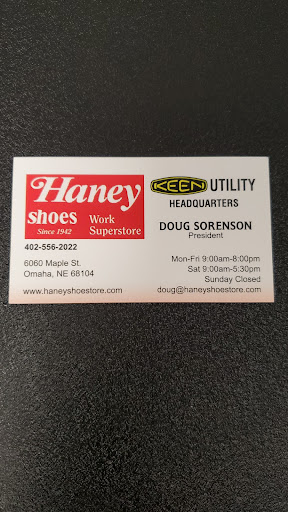 Haney
shoes
Since 1942
Work
Superstore
402-556-2022
6060 Maple St.
Omaha, NE 68104
www.haneyshoestore.com
KEEN UTILITY
HEADQUARTERS
DOUG SORENSON
President
Mon-Fri 9:00am-8:00pm
Sat 9:00am-5:30pm
Sunday Closed
doug@haneyshoestore.com